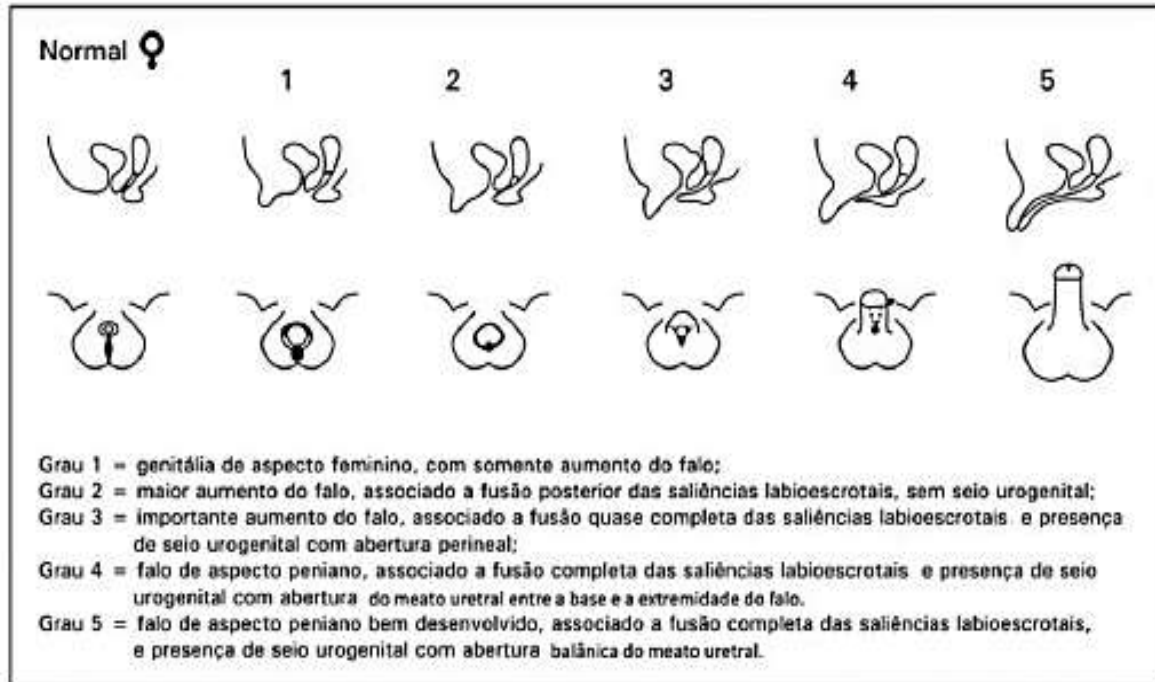 Normal
1 2 3 4 5
Grau 1 = genitália de aspecto feminino, com somente aumento do falo;
Grau 2 = maior aumento do falo, associado a fusão posterior das saliências labioescrotais, sem seio urogenital;
Grau 3 = importante aumento do falo, associado a fusão quase completa das saliências labioescrotais e presença
de seio urogenital com abertura perineal;
Grau 4 = falo de aspecto peniano, associado a fusão completa das saliências labioescrotais e presença de seio
urogenital com abertura do meato uretral entre a base e a extremidade do falo.
Grau 5 = falo de aspecto peniano bem desenvolvido, associado a fusão completa das saliências labioescrotais,
e presença de seio urogenital com abertura balânica do meato uretral.